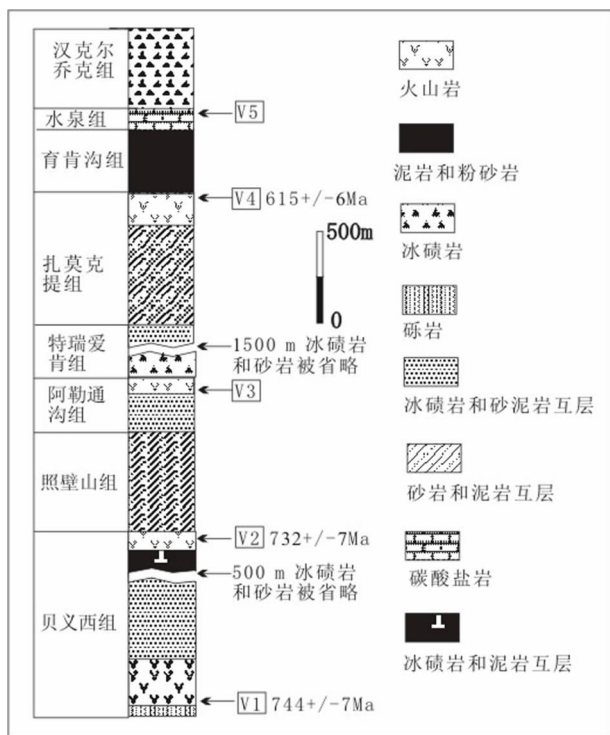 汉克尔
乔克组
水泉组
育肯沟组
扎莫克
提组
特瑞爱
肯组
阿勒通
沟组
照壁山组
贝义西组
V5
V4 615+/-6Ma
500m
0
1500 m 冰碛岩
和砂岩被省略
V3
V2 732+/-7Ma
500 m 冰碛岩
和砂岩被省略
V1 744+/-7Ma
火山岩
泥岩和粉砂岩
冰碛岩
砾岩
冰碛岩和砂泥岩互层
砂岩和泥岩互层
碳酸盐岩
冰碛岩和泥岩互层